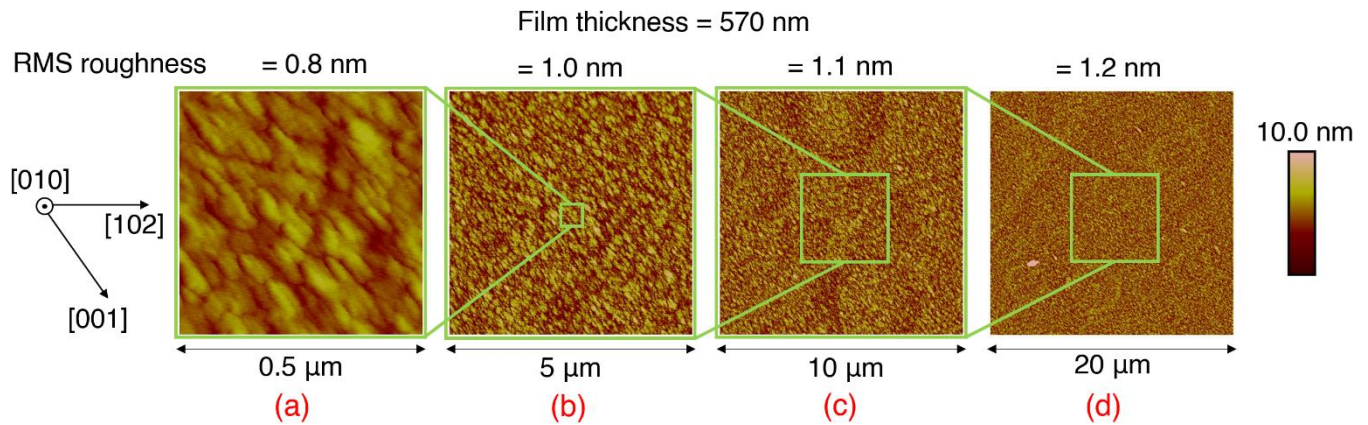 Film thickness = 570 nm
RMS roughness = 0.8 nm = 1.0 nm = 1.1 nm = 1.2 nm
10.0 nm
[010]
[102]
[001]
0.5 µm 5 µm 10 µm 20 µm
(a) (b) (c) (d)